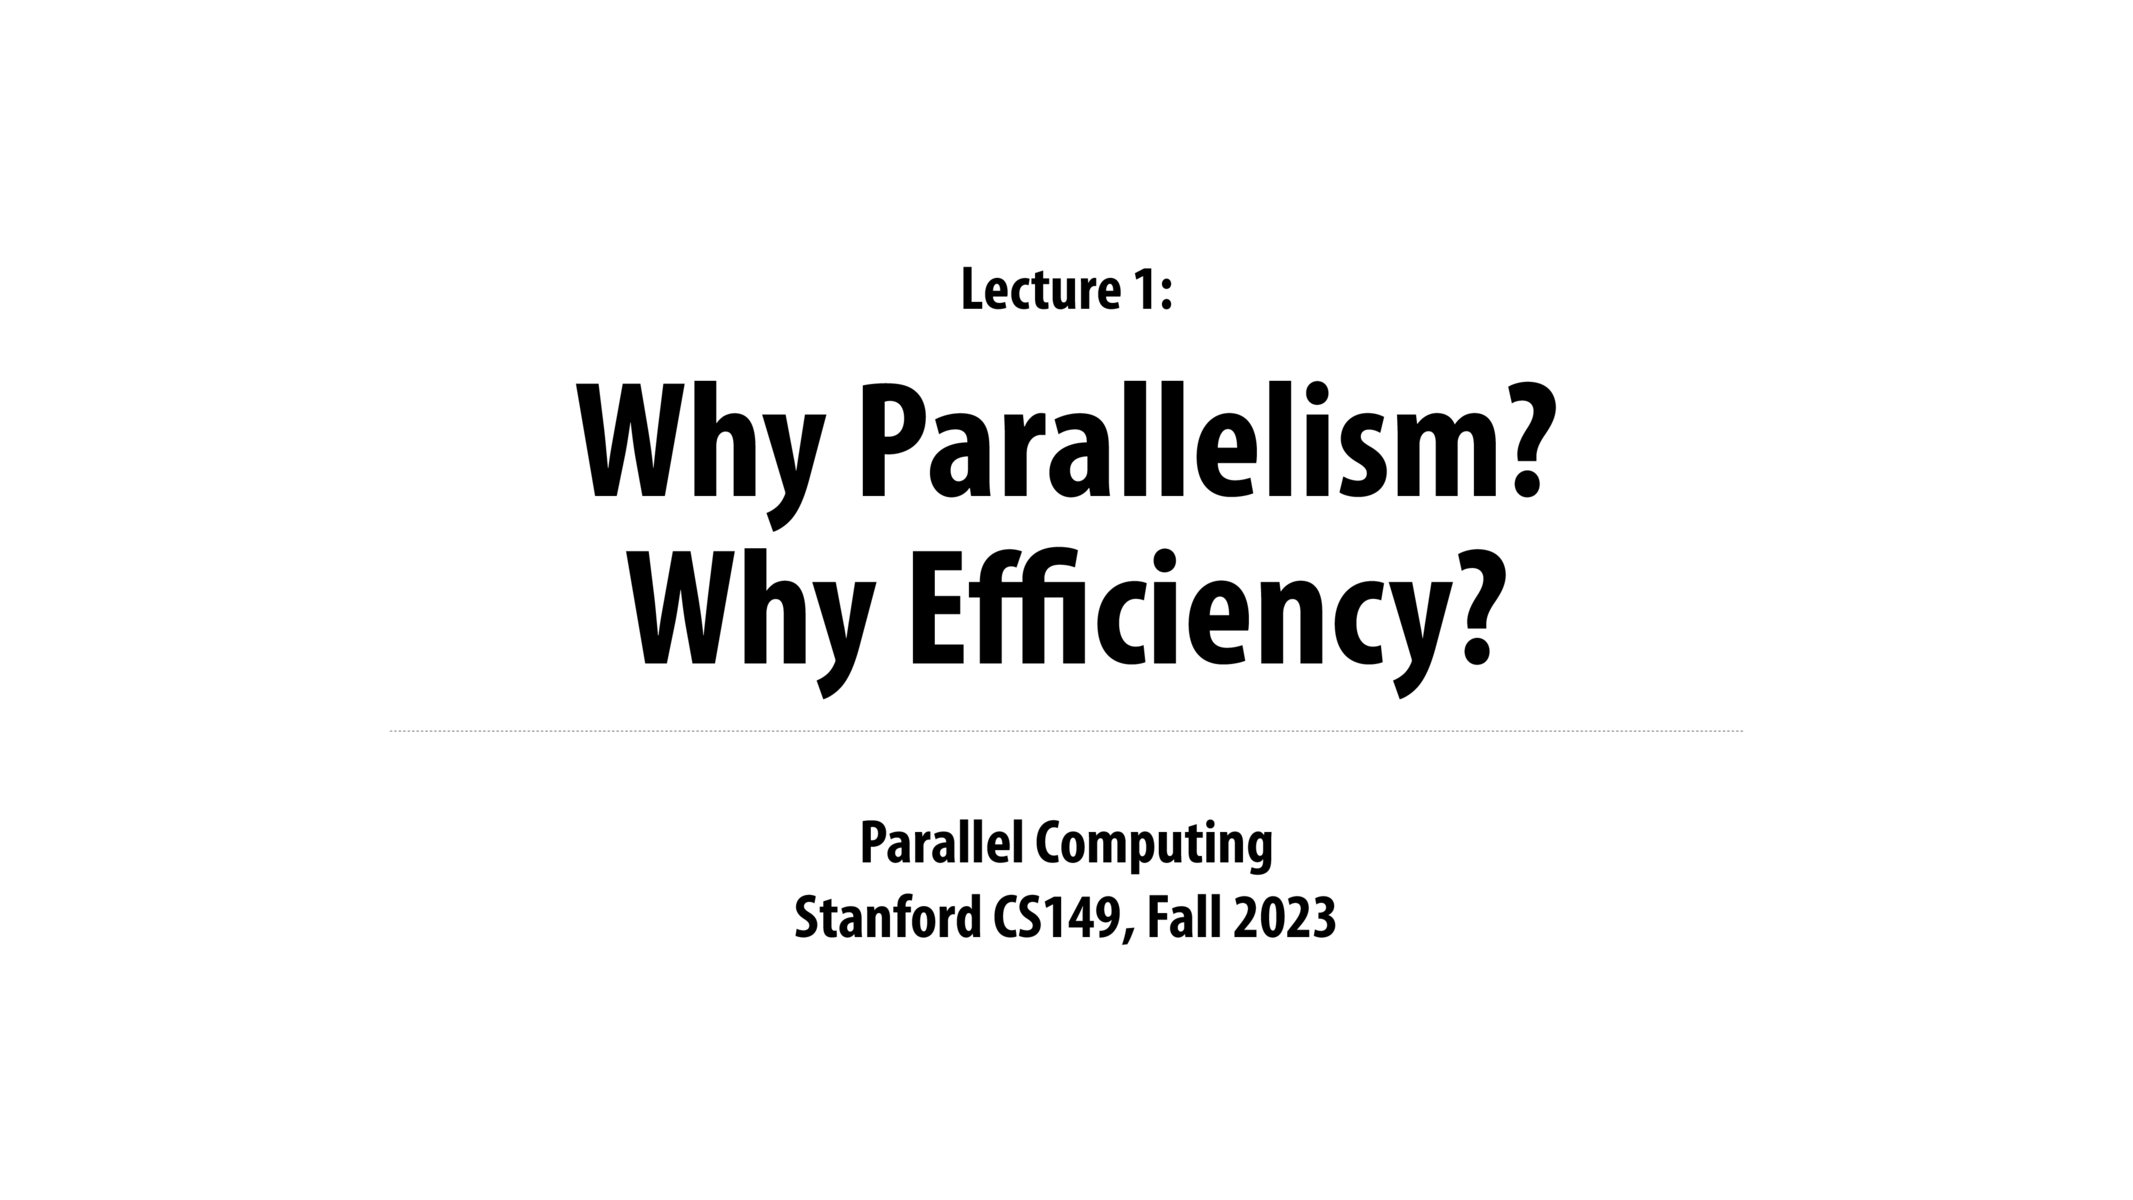 Lecture 1:
Why Parallelism?
Why Efficiency?
Parallel Computing
Stanford CS149, Fall 2023